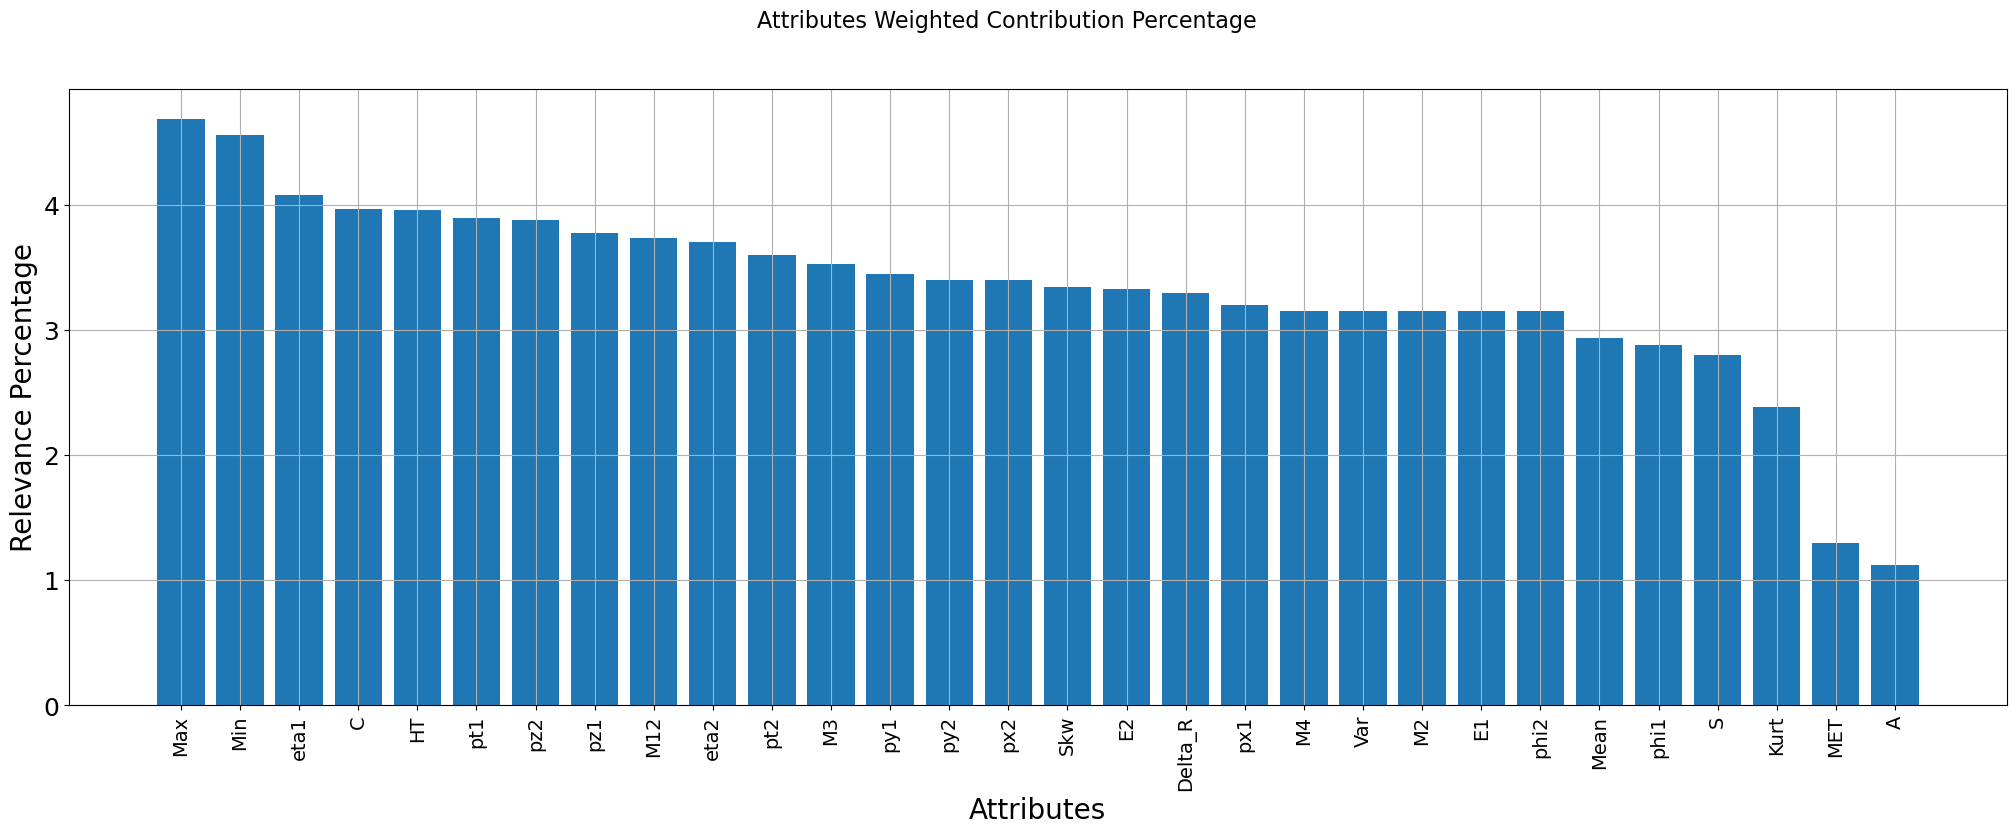 Attributes Weighted Contribution Percentage
Relevance Percentage
4
3
2
1
0
Max
Min
eta1
C
HT
pt1
pz2
pz1
M12
eta2
pt2
M3
py1
py2
px2
Skw
E2
Delta_R
px1
M4
Var
M2
E1
phi2
Mean
phi1
S
Kurt
MET
A
Attributes